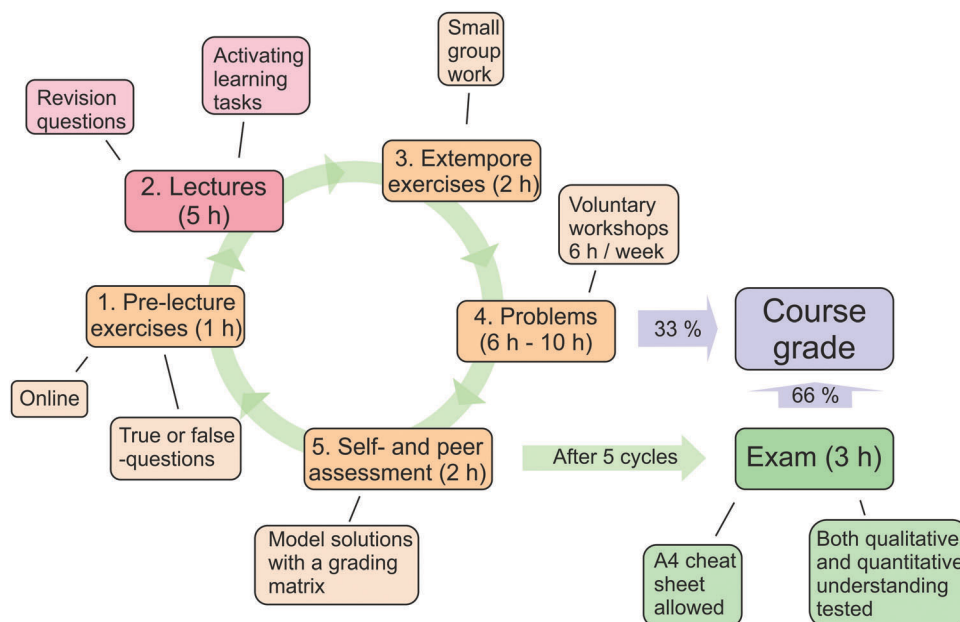 Small
group
work
Activating
learning
tasks
Revision
questions
3. Extempore
exercises (2 h)
2. Lectures
(5 h)
Voluntary
workshops
6 h / week
1. Pre-lecture
exercises (1 h)
4. Problems
(6 h - 10 h)
33 %
Course
grade
66 %
Online
True or false
-questions
5. Self- and peer
assessment (2 h)
After 5 cycles
Exam (3 h)
Model solutions
with a grading
matrix
A4 cheat
sheet
allowed
Both qualitative
and quantitative
understanding
tested